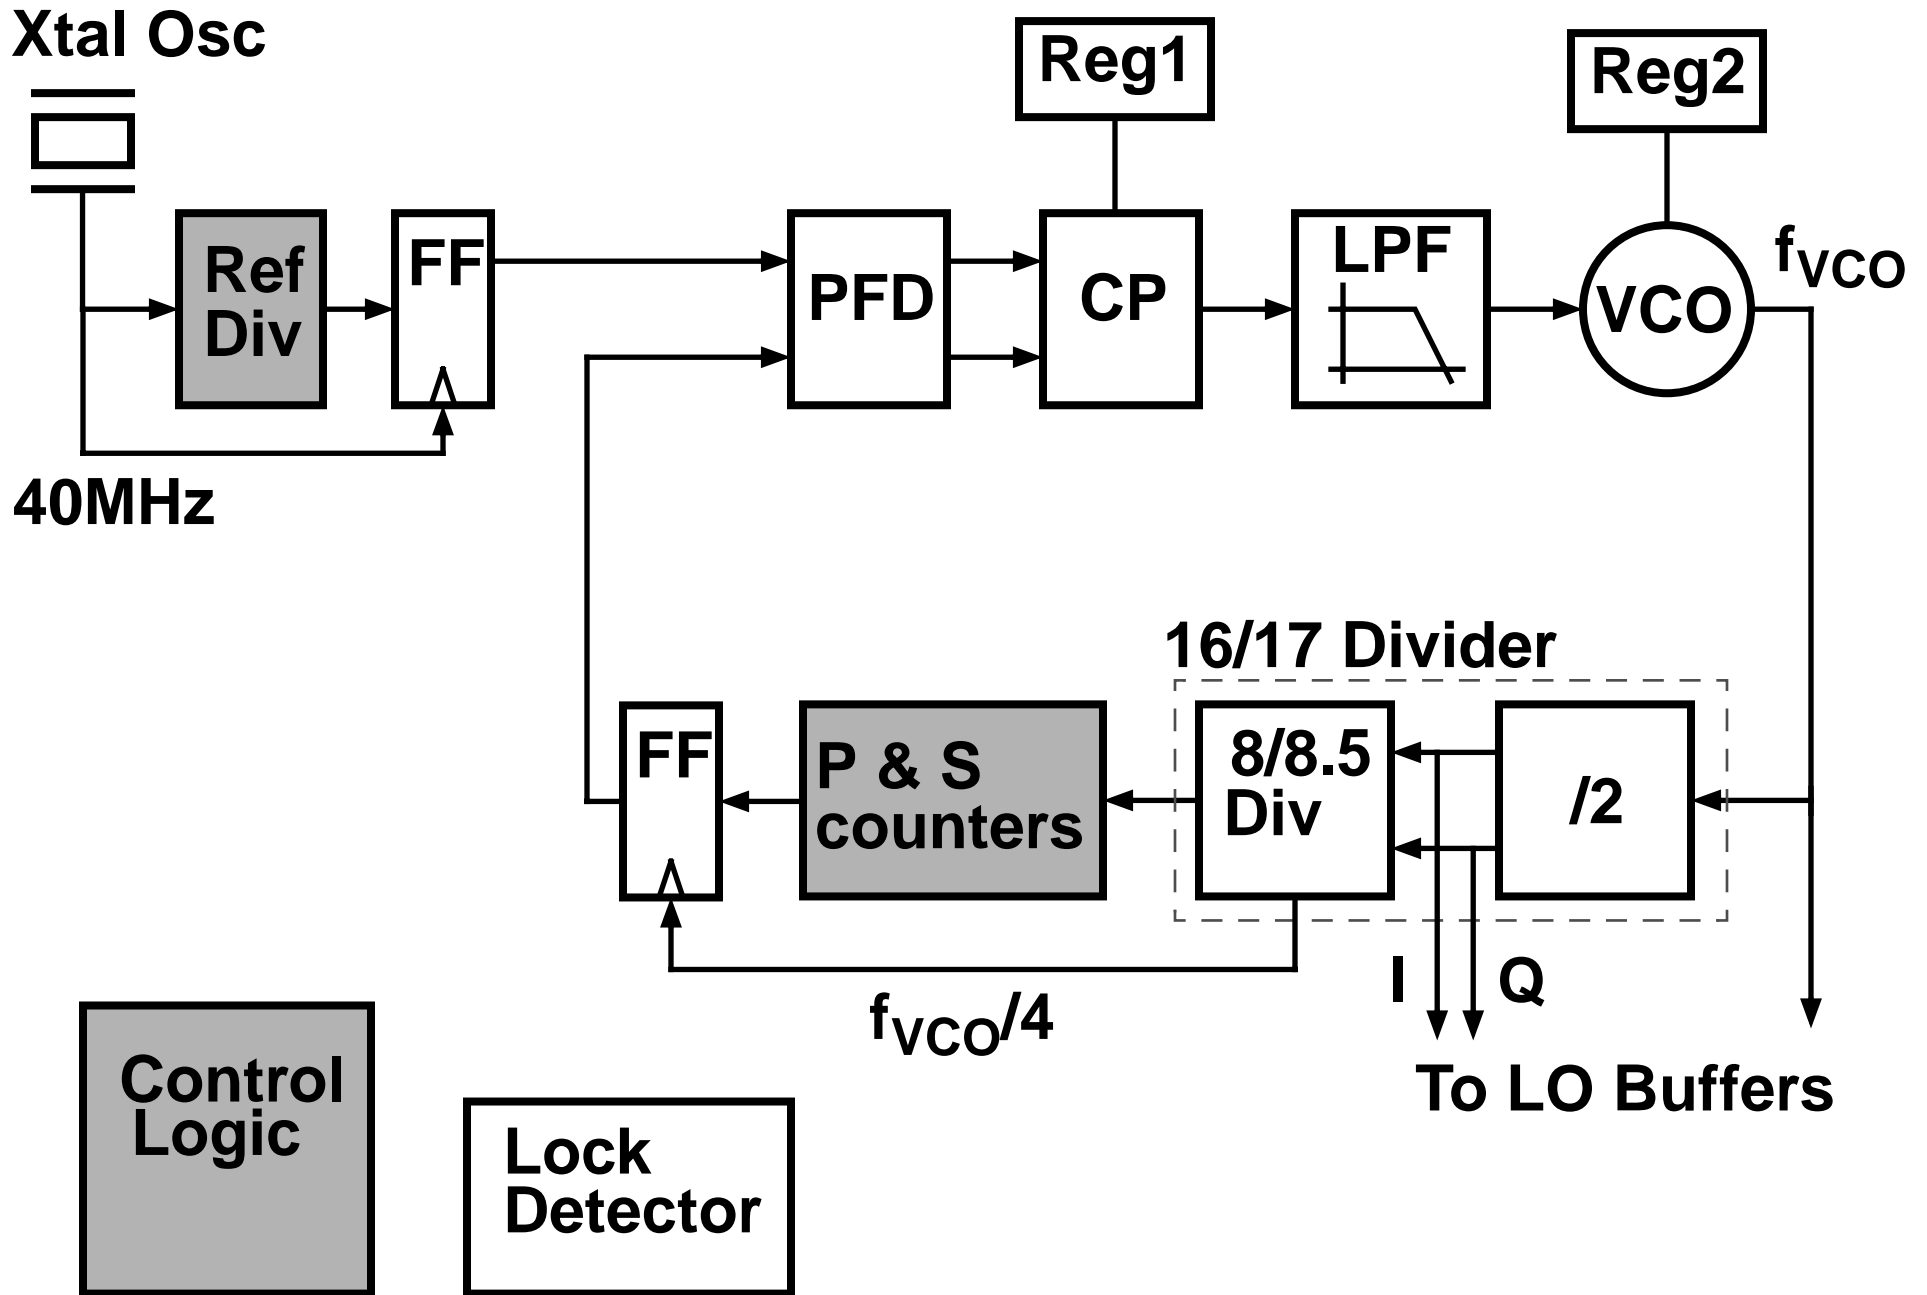 Xtal Osc
Reg1
Reg2
Ref
Div
FF
PFD
CP
LPF
VCO
fVCO
40MHz
16/17 Divider
FF
P & S
counters
8/8.5
Div
/2
I
Q
fVCO/4
To LO Buffers
Control
Logic
Lock
Detector